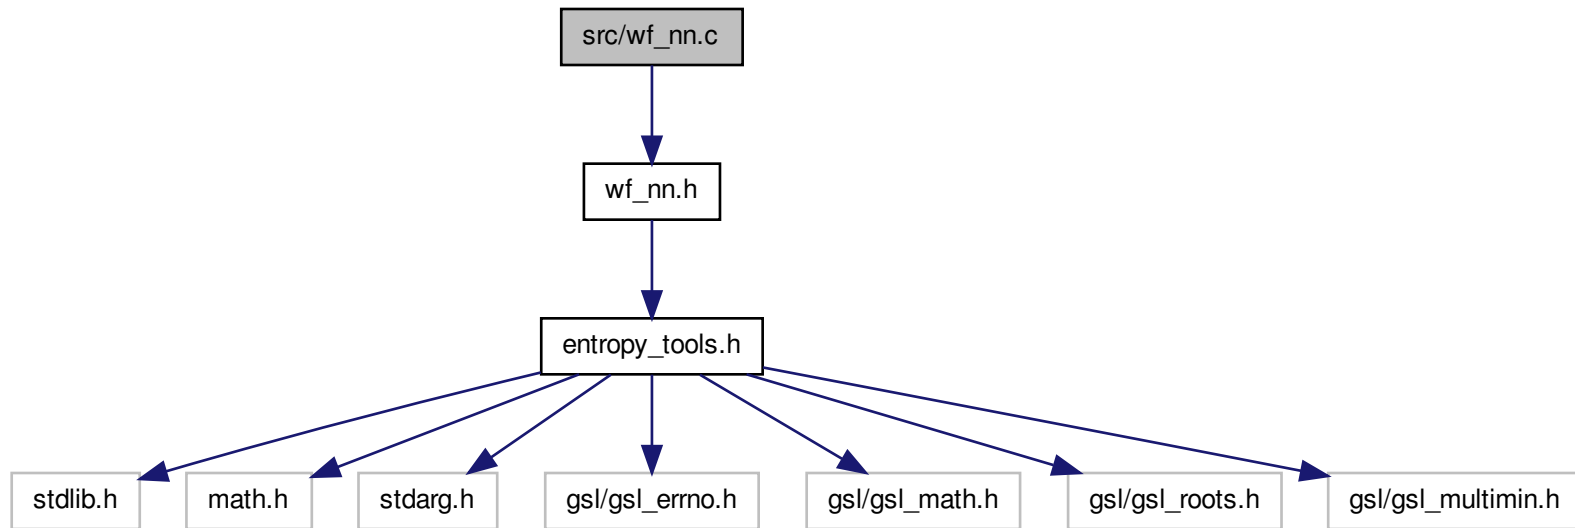 src/wf_nn.c
wf_nn.h
entropy_tools.h
stdlib.h
math.h
stdarg.h
gsl/gsl_errno.h
gsl/gsl_math.h
gsl/gsl_roots.h
gsl/gsl_multimin.h